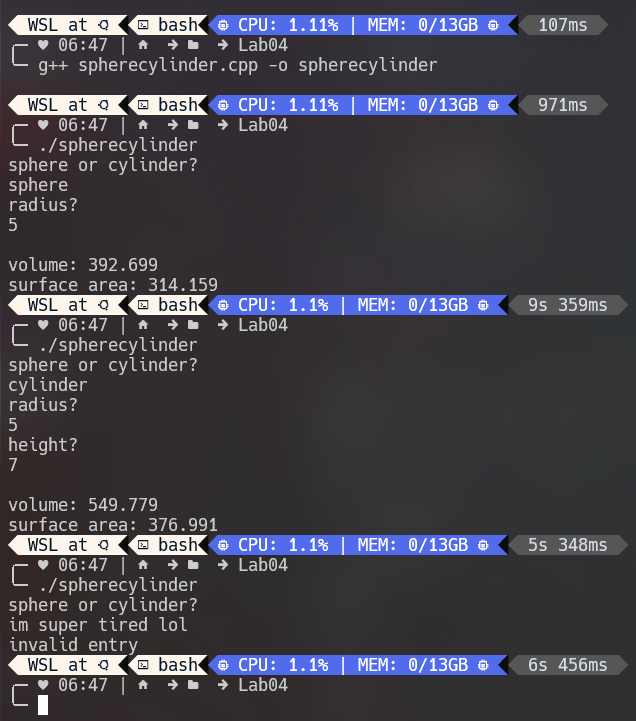 WSL at bash CPU: 1.11% | MEM: 0/13GB 107ms
♥ 06:47 | → → Lab04
g++ spherecylinder.cpp -o spherecylinder
WSL at bash CPU: 1.11% | MEM: 0/13GB 971ms
♥ 06:47 | → → Lab04
./spherecylinder
sphere or cylinder?
sphere
radius?
5
volume: 392.699
surface area: 314.159
WSL at bash CPU: 1.1% | MEM: 0/13GB 9s 359ms
♥ 06:47 | → → Lab04
./spherecylinder
sphere or cylinder?
cylinder
radius?
5
height?
7
volume: 549.779
surface area: 376.991
WSL at bash CPU: 1.1% | MEM: 0/13GB 5s 348ms
♥ 06:47 | → → Lab04
./spherecylinder
sphere or cylinder?
im super tired lol
invalid entry
WSL at bash CPU: 1.1% | MEM: 0/13GB 6s 456ms
♥ 06:47 | → → Lab04